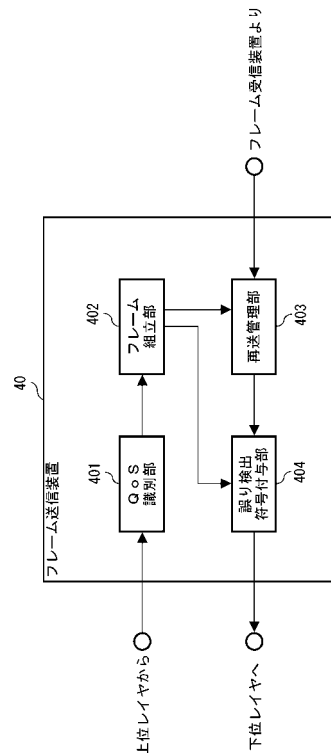 40
フレーム送信装置
上位レイヤから
401
QoS
識別部
402
フレーム
組立部
下位レイヤへ
誤り検出
符号付与部
404
再送管理部
403
フレーム受信装置より